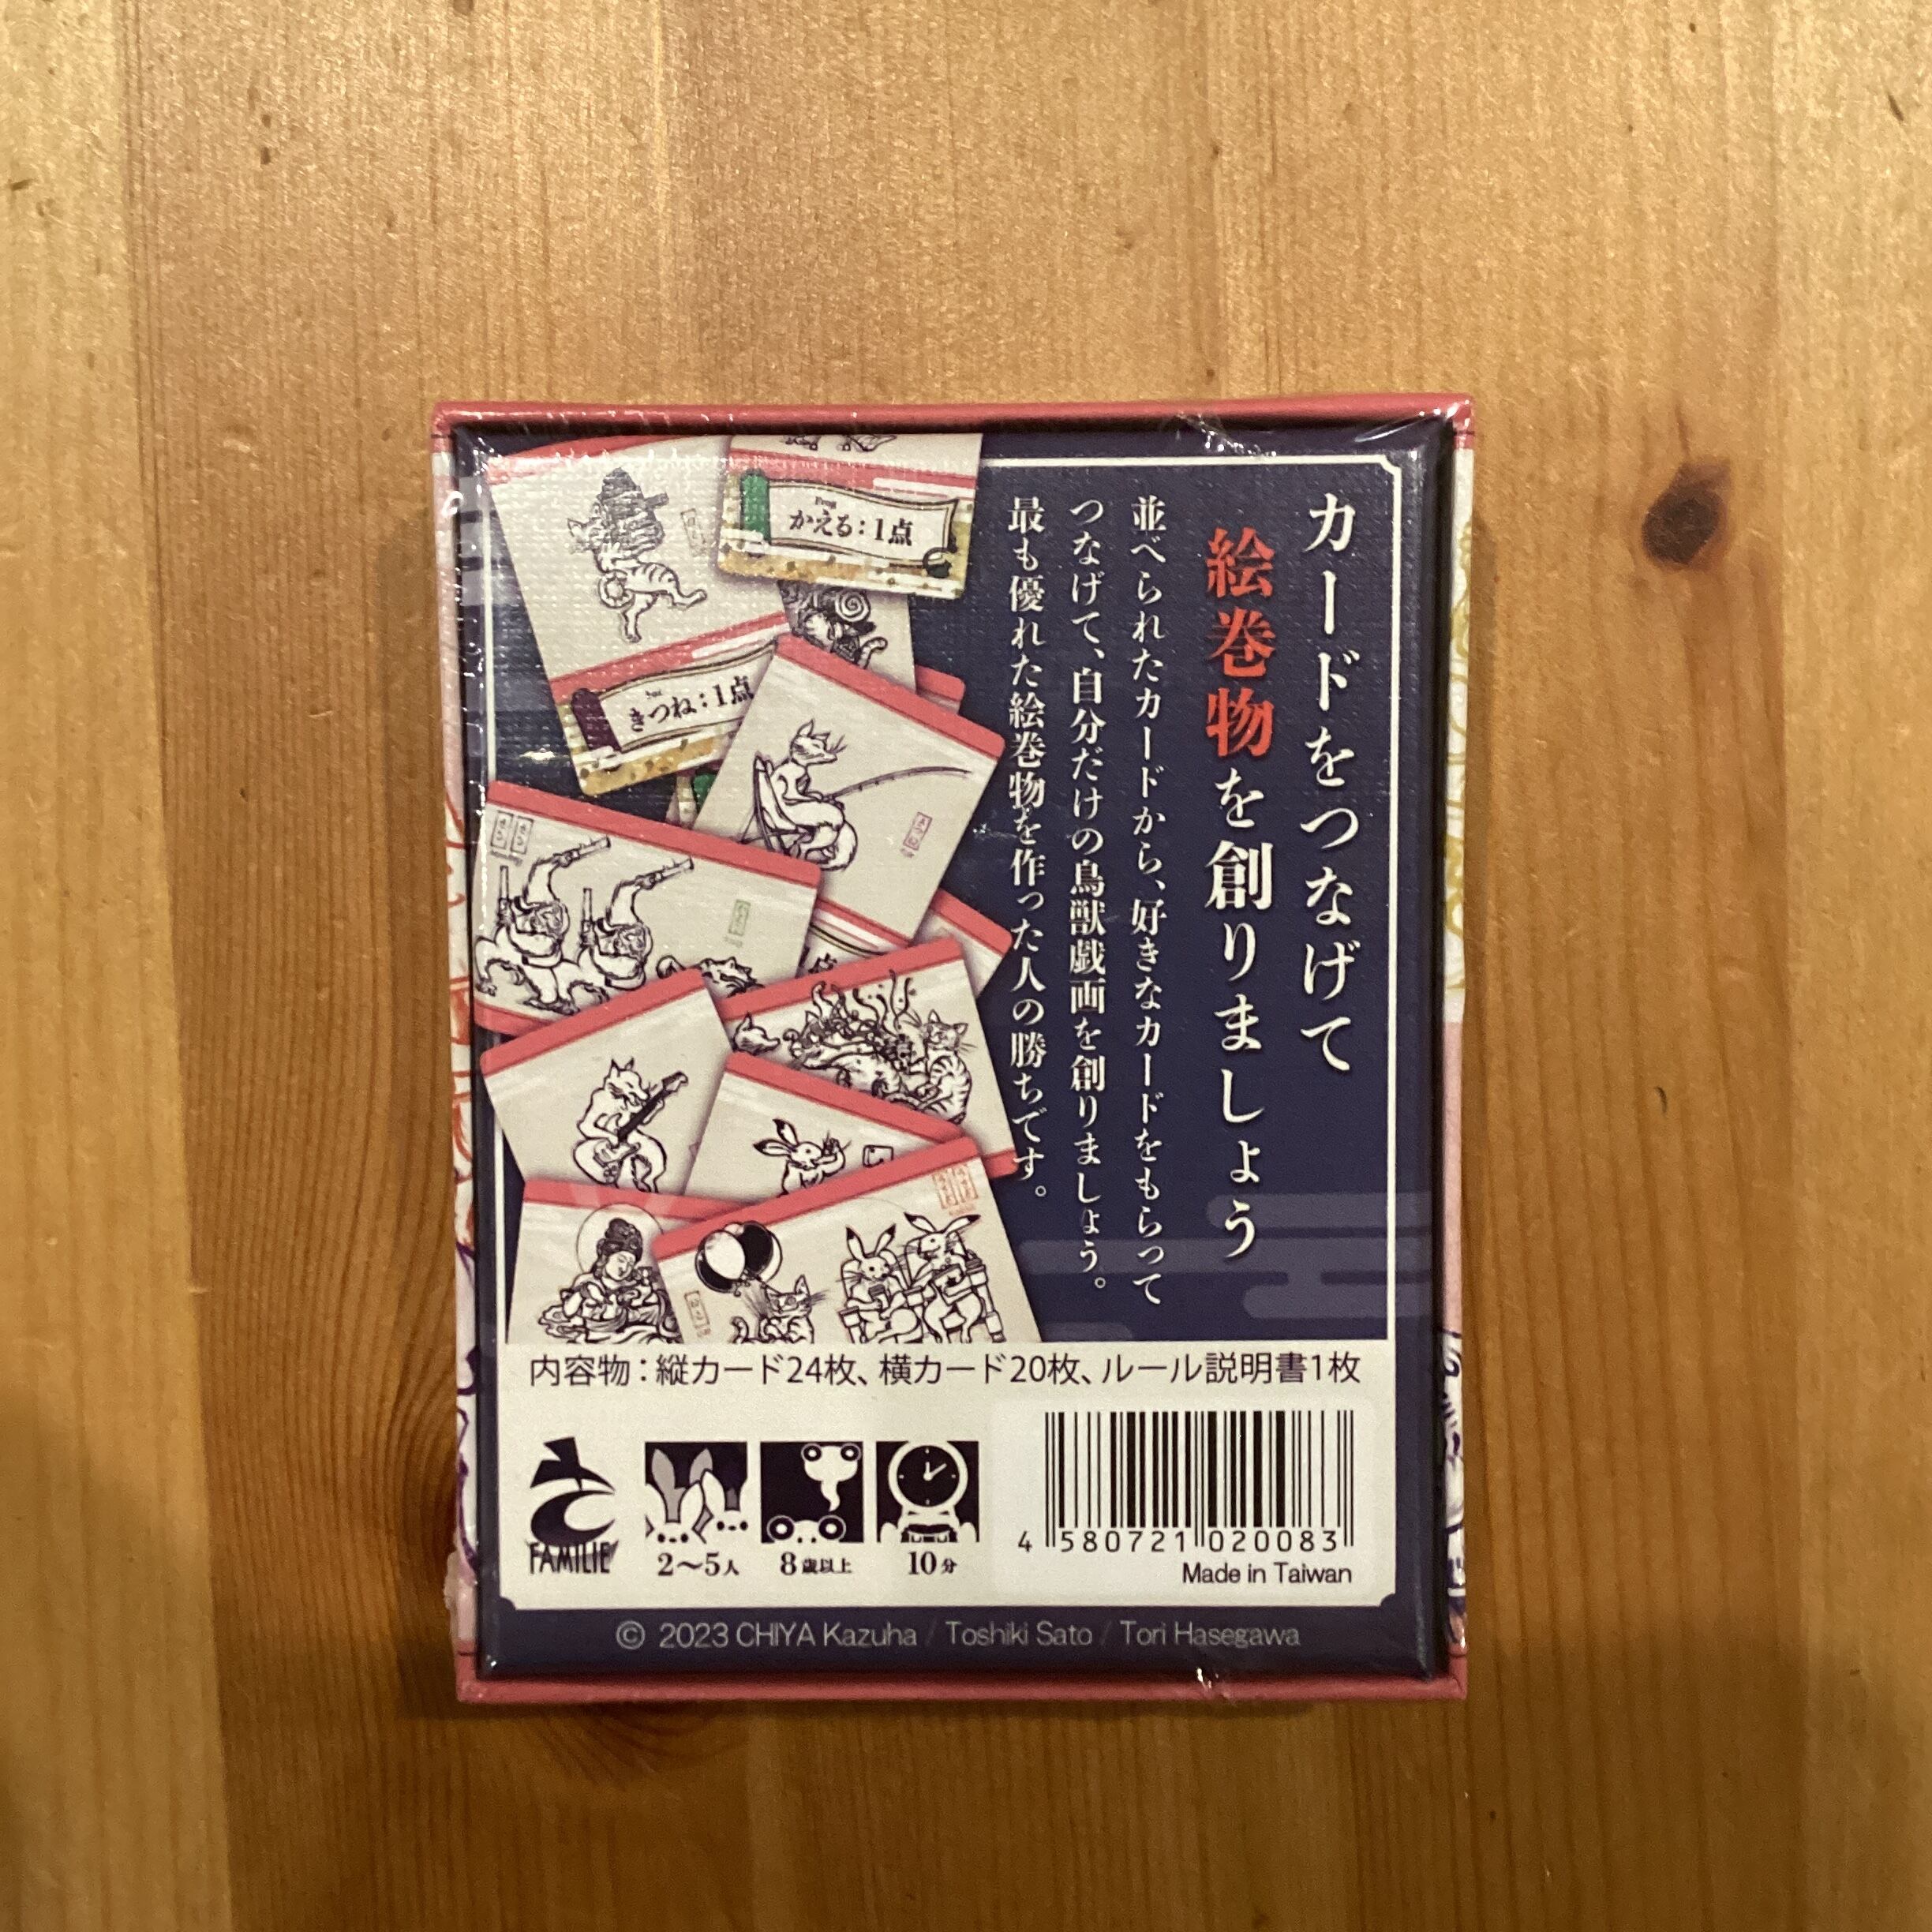 カードをつなげて
絵巻物を創りましょう
並べられたカードから、好きなカードをもらって
つなげて、自分だけの鳥獣戯画を創りましょう。
最も優れた絵巻物を作った人の勝ちです。
Frog
かえる：1点
きつね：1点
内容物：縦カード24枚、横カード20枚、ルール説明書1枚
FAMILIE
2〜5人
8歳以上
10分
4 580721 020083
Made in Taiwan
© 2023 CHIYA Kazuha / Toshiki Sato / Tori Hasegawa